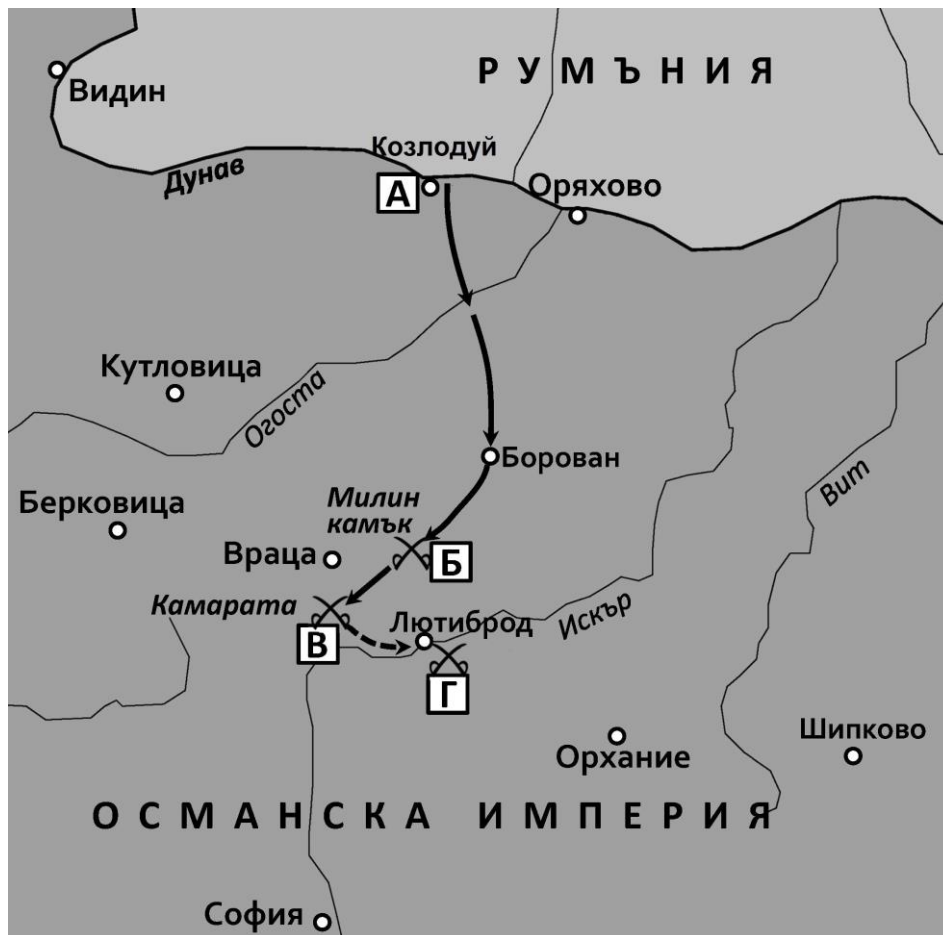 РУМЪНИЯ
Видин
Козлодуй
Дунав
А
Оряхово
Кутловица
Огоста
Борован
Милин
камък
Вит
Берковица
Враца
Б
Камарата
Искър
Лютиброд
В
Г
Шипково
Орхание
ОСМАНСКА ИМПЕРИЯ
София